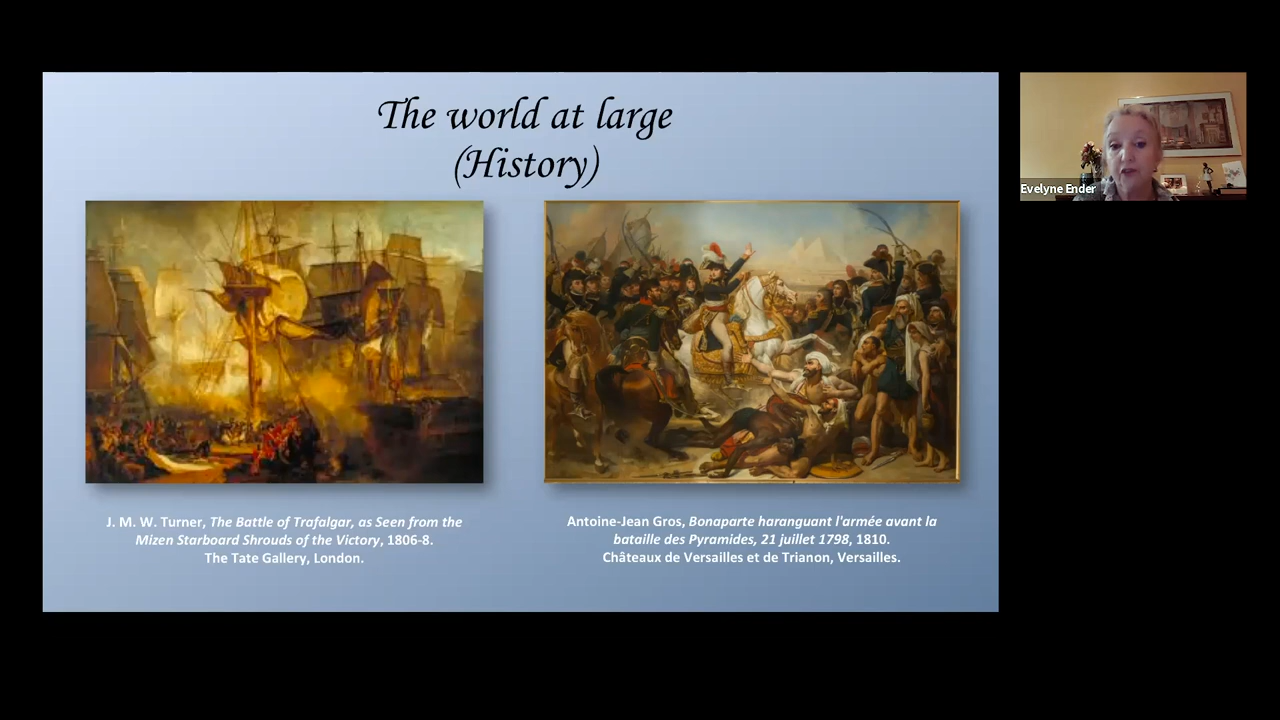 The world at large
(History)
J. M. W. Turner, The Battle of Trafalgar, as Seen from the
Mizen Starboard Shrouds of the Victory, 1806-8.
The Tate Gallery, London.
Antoine-Jean Gros, Bonaparte haranguant l'armée avant la
bataille des Pyramides, 21 juillet 1798, 1810.
Châteaux de Versailles et de Trianon, Versailles.
Evelyne Ender